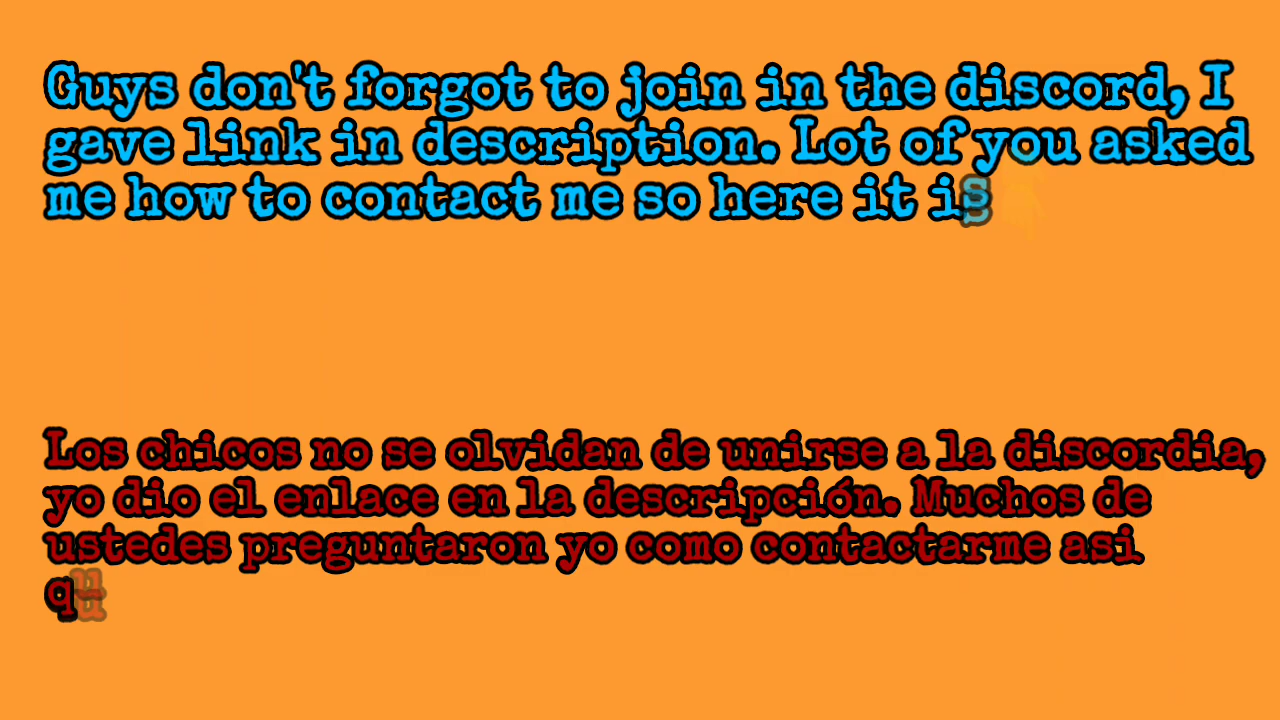 Guys don't forgot to join in the discord, I
gave link in description. Lot of you asked
me how to contact me so here it is
Los chicos no se olvidan de unirse a la discordia,
yo dio el enlace en la descripción. Muchos de
ustedes preguntaron yo como contactarme asi
qu